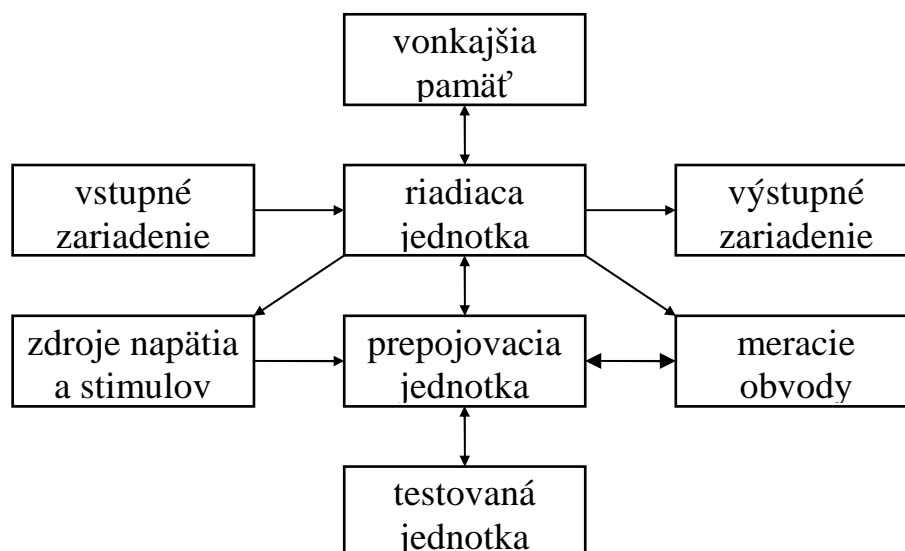 vonkajšia
pamäť
vstupné
zariadenie
riadiaca
jednotka
výstupné
zariadenie
zdroje napätia
a stimulov
prepojovacia
jednotka
meracie
obvody
testovaná
jednotka